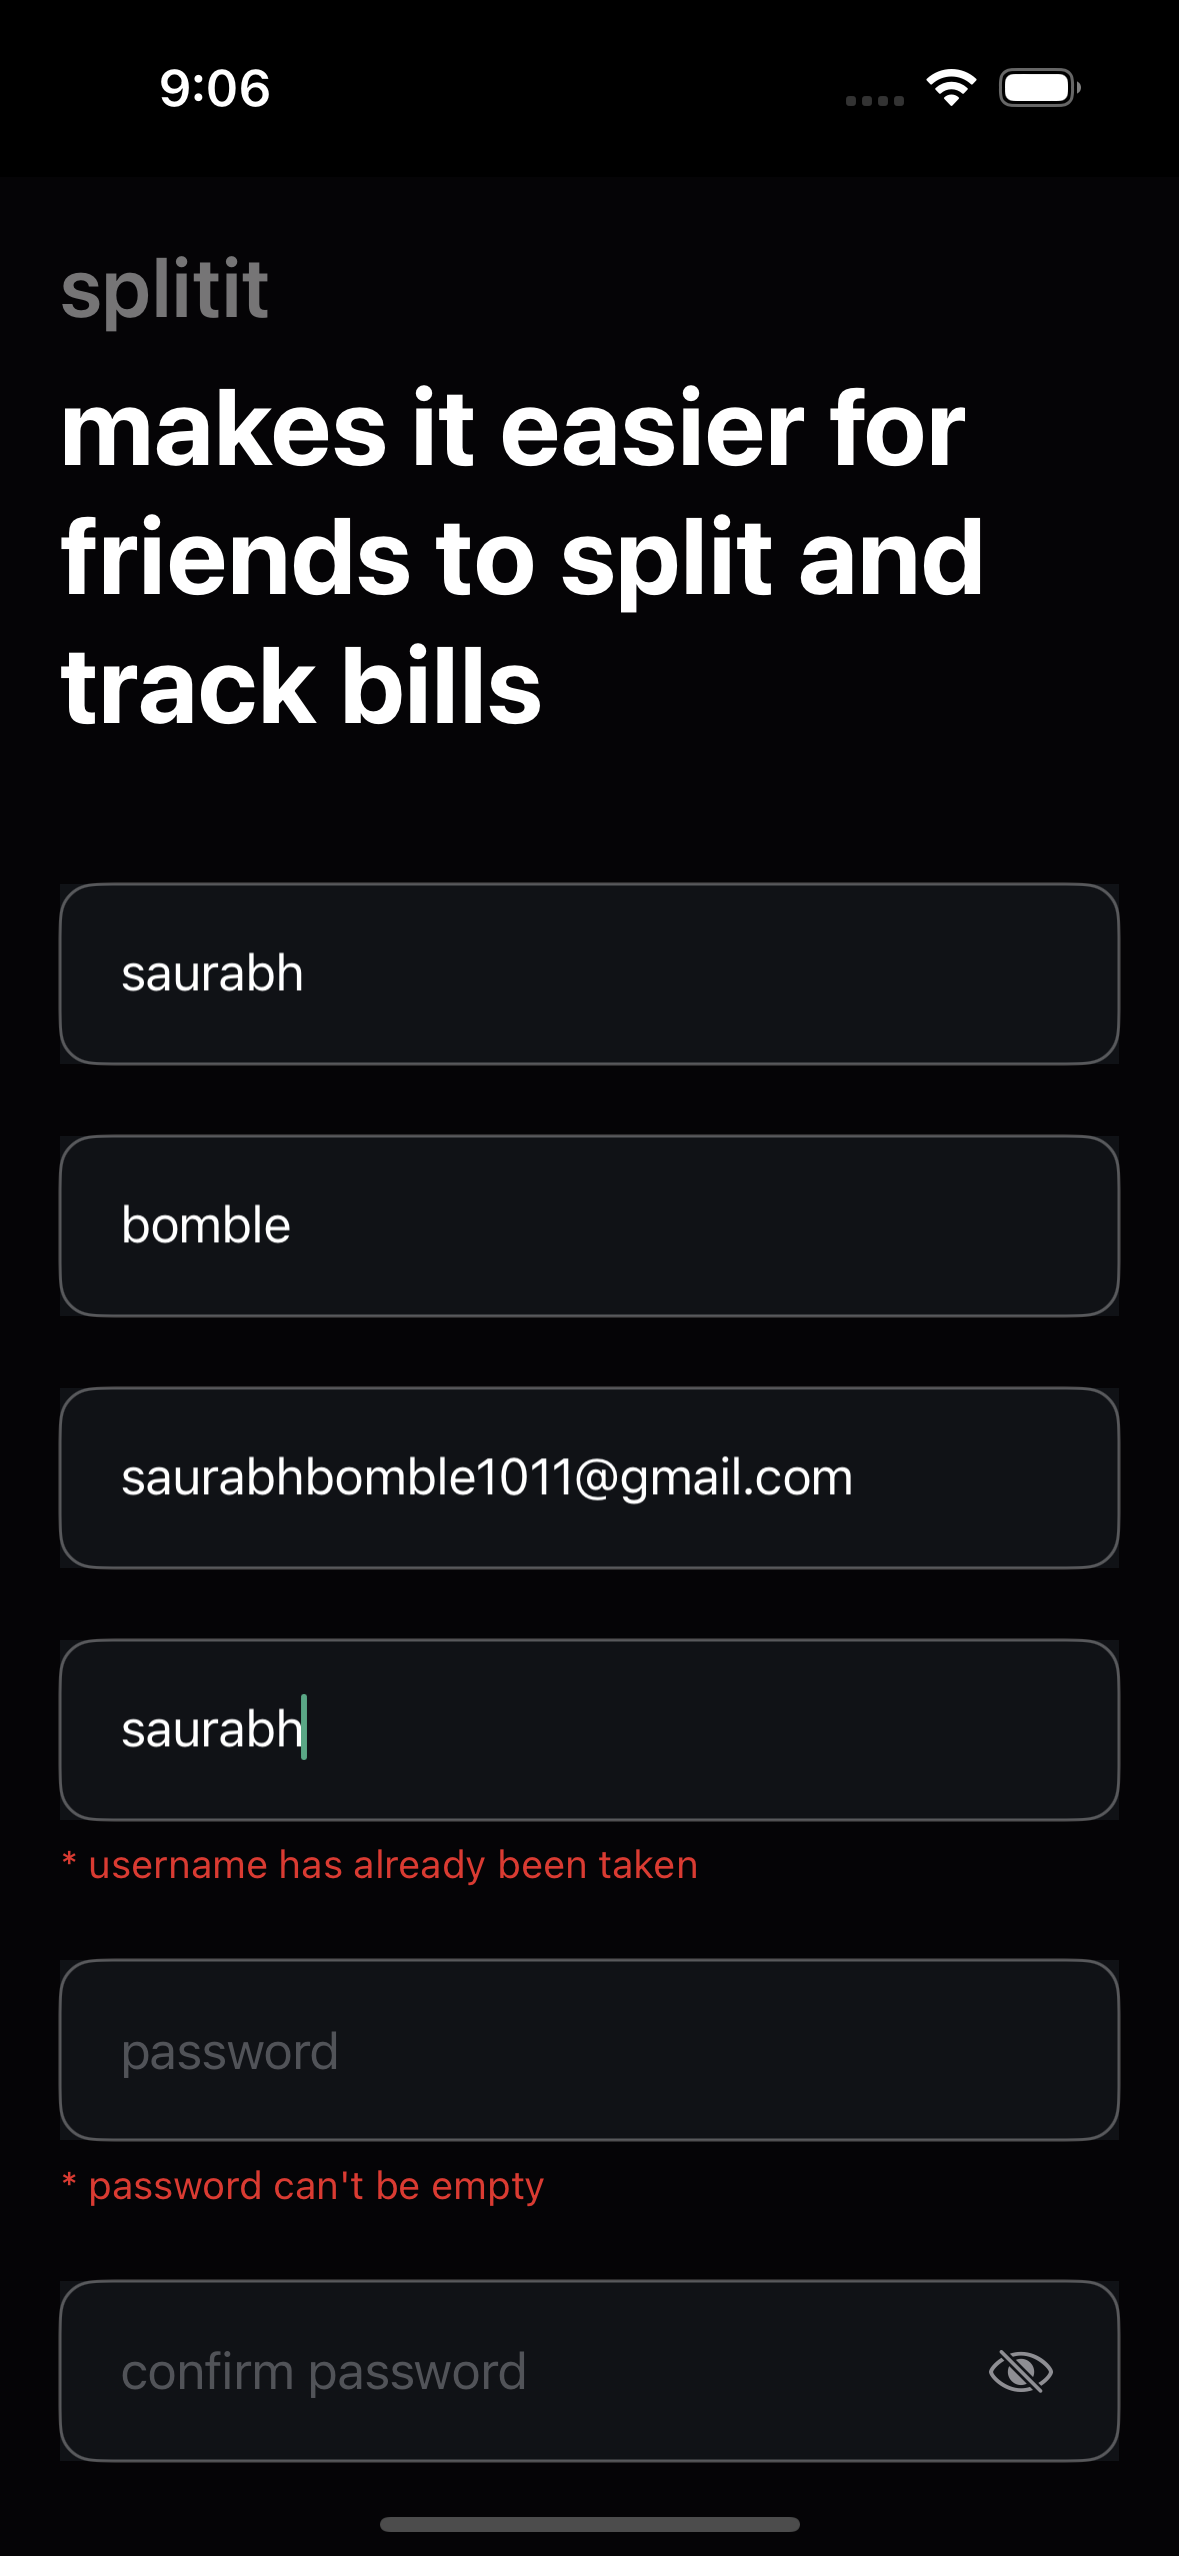 9:06
splitit
makes it easier for
friends to split and
track bills
saurabh
bomble
saurabhbomble1011@gmail.com
saurabh
* username has already been taken
password
* password can't be empty
confirm password